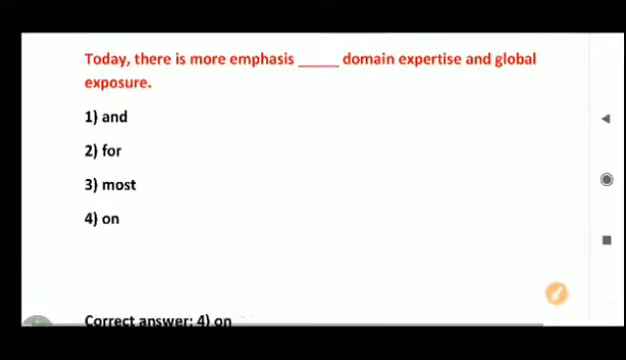 Today, there is more emphasis _____ domain expertise and global
exposure.
1) and
2) for
3) most
4) on
Correct answer: 4) on